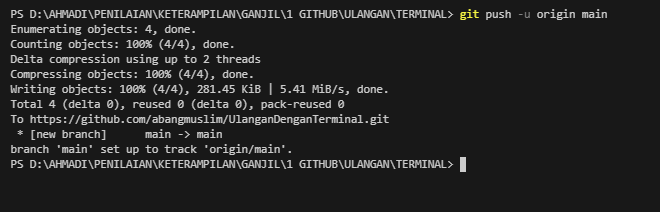 PS D:\AHMADI\PENILAIAN\KETERAMPILAN\GANJIL\1 GITHUB\ULANGAN\TERMINAL> git push -u origin main
Enumerating objects: 4, done.
Counting objects: 100% (4/4), done.
Delta compression using up to 2 threads
Compressing objects: 100% (4/4), done.
Writing objects: 100% (4/4), 281.45 KiB | 5.41 MiB/s, done.
Total 4 (delta 0), reused 0 (delta 0), pack-reused 0
To https://github.com/abangmuslim/UlanganDenganTerminal.git
 * [new branch]      main -> main
branch 'main' set up to track 'origin/main'.
PS D:\AHMADI\PENILAIAN\KETERAMPILAN\GANJIL\1 GITHUB\ULANGAN\TERMINAL>